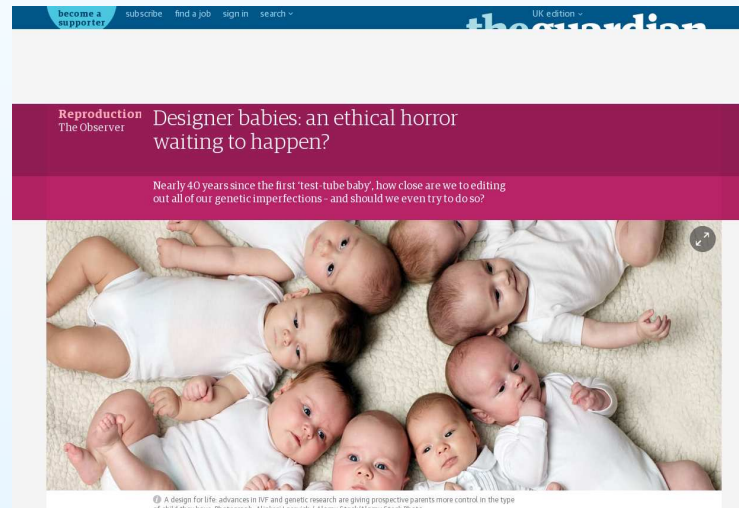 become a
supporter
subscribe find a job sign in search
UK edition
theguardian
Reproduction
The Observer
Designer babies: an ethical horror
waiting to happen?
Nearly 40 years since the first ‘test-tube baby’, how close are we to editing
out all of our genetic imperfections – and should we even try to do so?
A design for life: advances in IVF and genetic research are giving prospective parents more control in the type